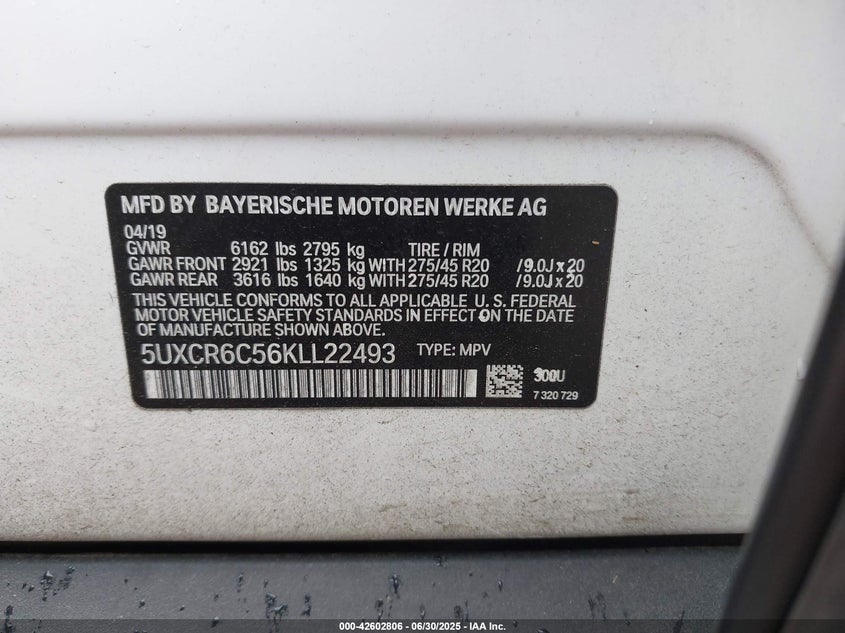 MFD BY BAYERISCHE MOTOREN WERKE AG
04/19
GVWR 6162 lbs 2795 kg TIRE / RIM
GAWR FRONT 2921 lbs 1325 kg WITH 275/45 R20 /9.0J x 20
GAWR REAR 3616 lbs 1640 kg WITH 275/45 R20 /9.0J x 20
THIS VEHICLE CONFORMS TO ALL APPLICABLE U. S. FEDERAL
MOTOR VEHICLE SAFETY STANDARDS IN EFFECT ON THE DATE
OF MANUFACTURE SHOWN ABOVE.
5UXCR6C56KLL22493 TYPE: MPV
300U
7 320 729
000-42602806 - 06/30/2025 - IAA Inc.